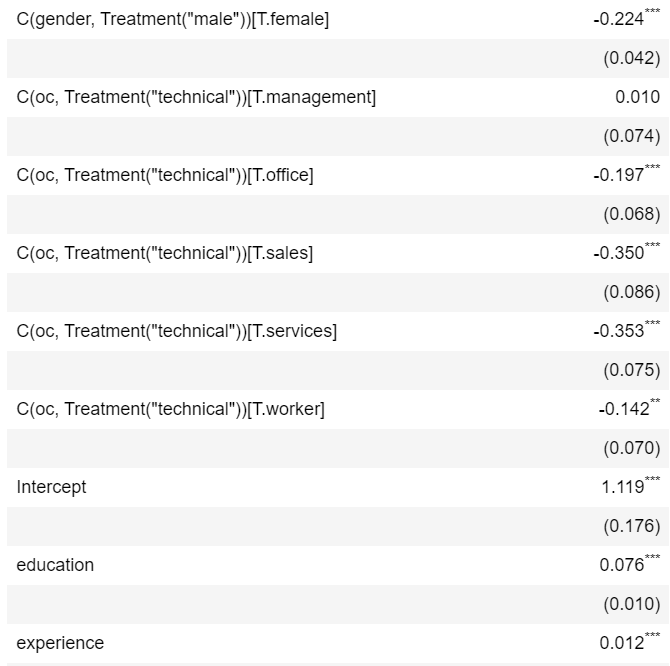 C(gender, Treatment("male"))[T.female] -0.224***
(0.042)
C(oc, Treatment("technical"))[T.management] 0.010
(0.074)
C(oc, Treatment("technical"))[T.office] -0.197***
(0.068)
C(oc, Treatment("technical"))[T.sales] -0.350***
(0.086)
C(oc, Treatment("technical"))[T.services] -0.353***
(0.075)
C(oc, Treatment("technical"))[T.worker] -0.142**
(0.070)
Intercept 1.119***
(0.176)
education 0.076***
(0.010)
experience 0.012***